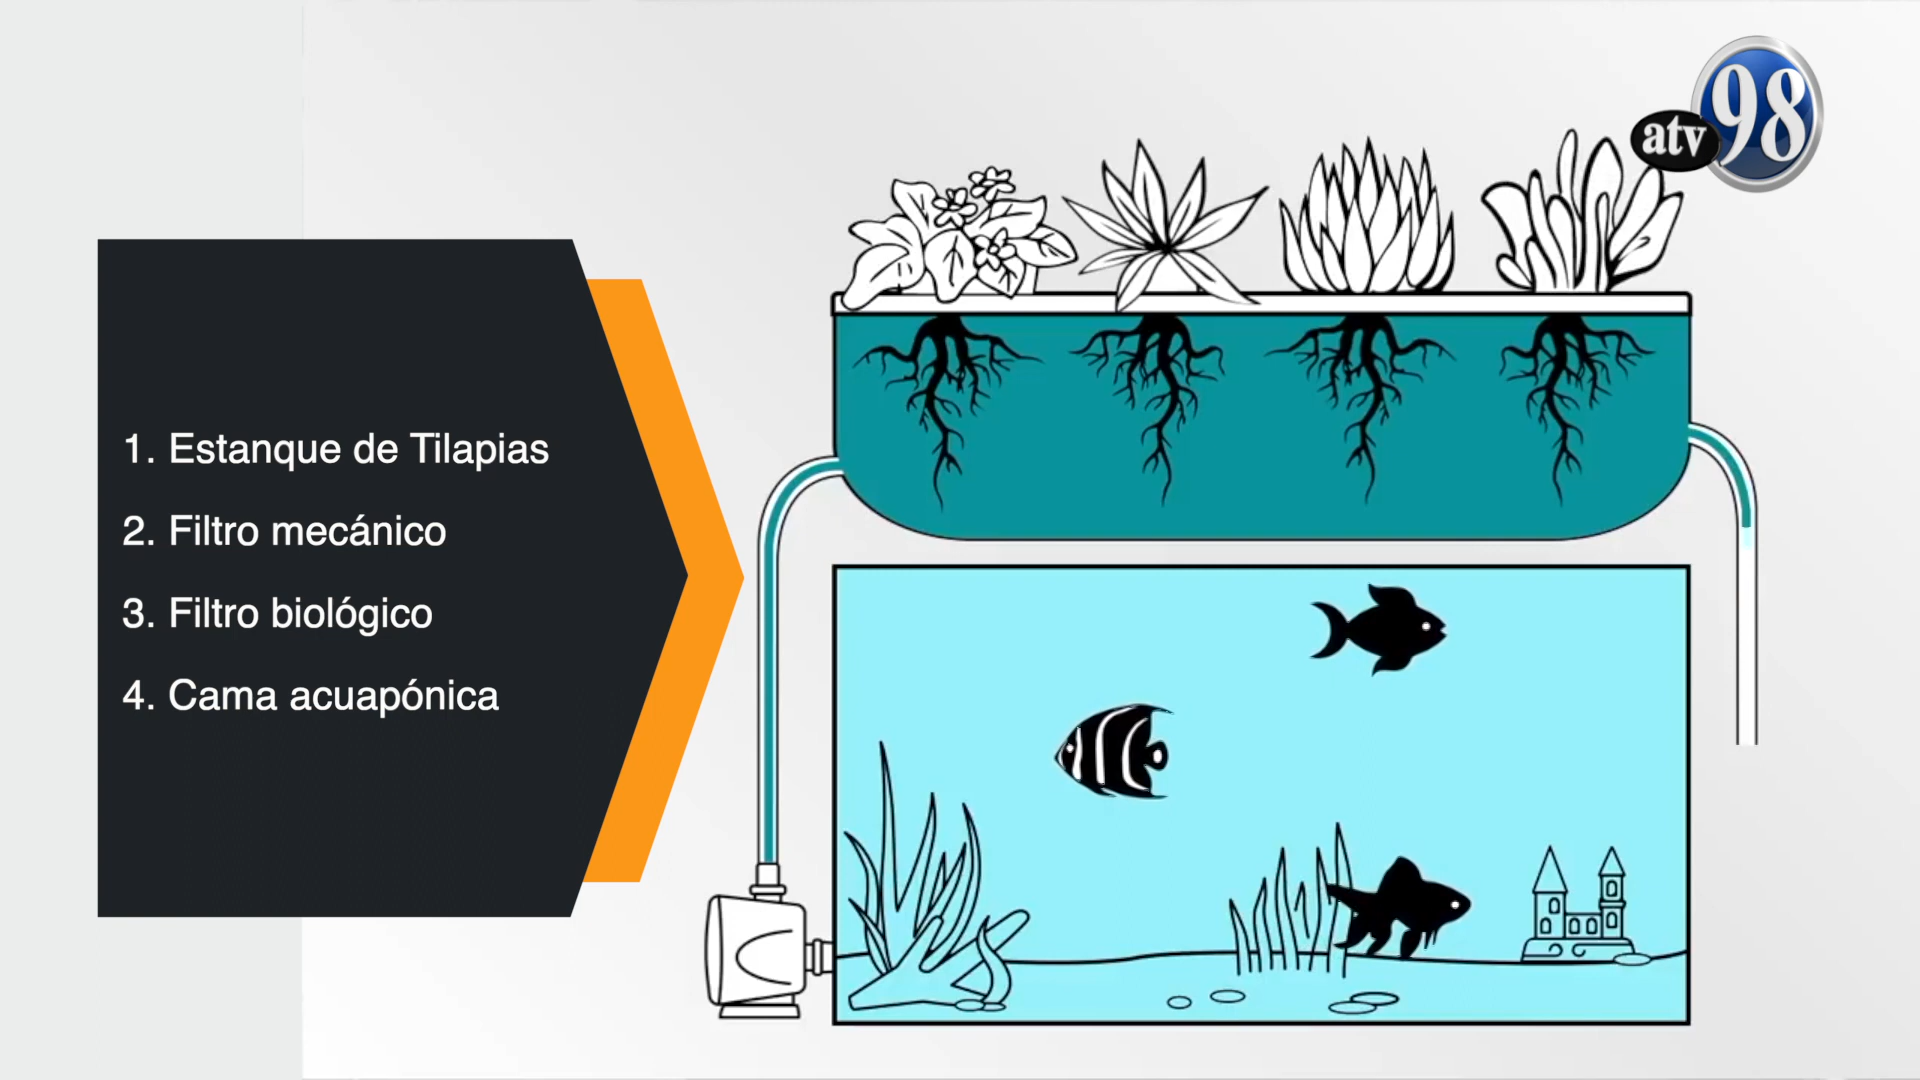 atv 98
1. Estanque de Tilapias
2. Filtro mecánico
3. Filtro biológico
4. Cama acuapónica